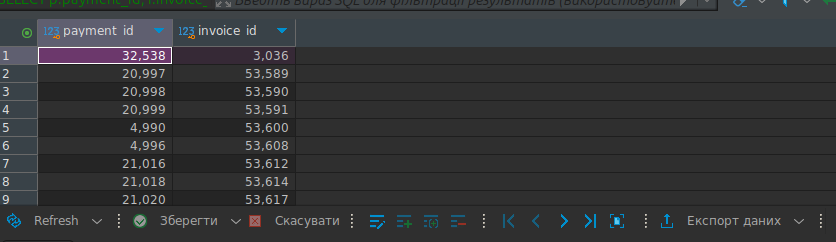 SELECT p.payment_id, i.invoice_
Введіть вираз SQL для фільтрації результатів (використовуйте
123 payment_id 123 invoice_id
1 32,538 3,036
2 20,997 53,589
3 20,998 53,590
4 20,999 53,591
5 4,990 53,600
6 4,996 53,608
7 21,016 53,612
8 21,018 53,614
9 21,020 53,617
Refresh Зберегти Скасувати Експорт даних